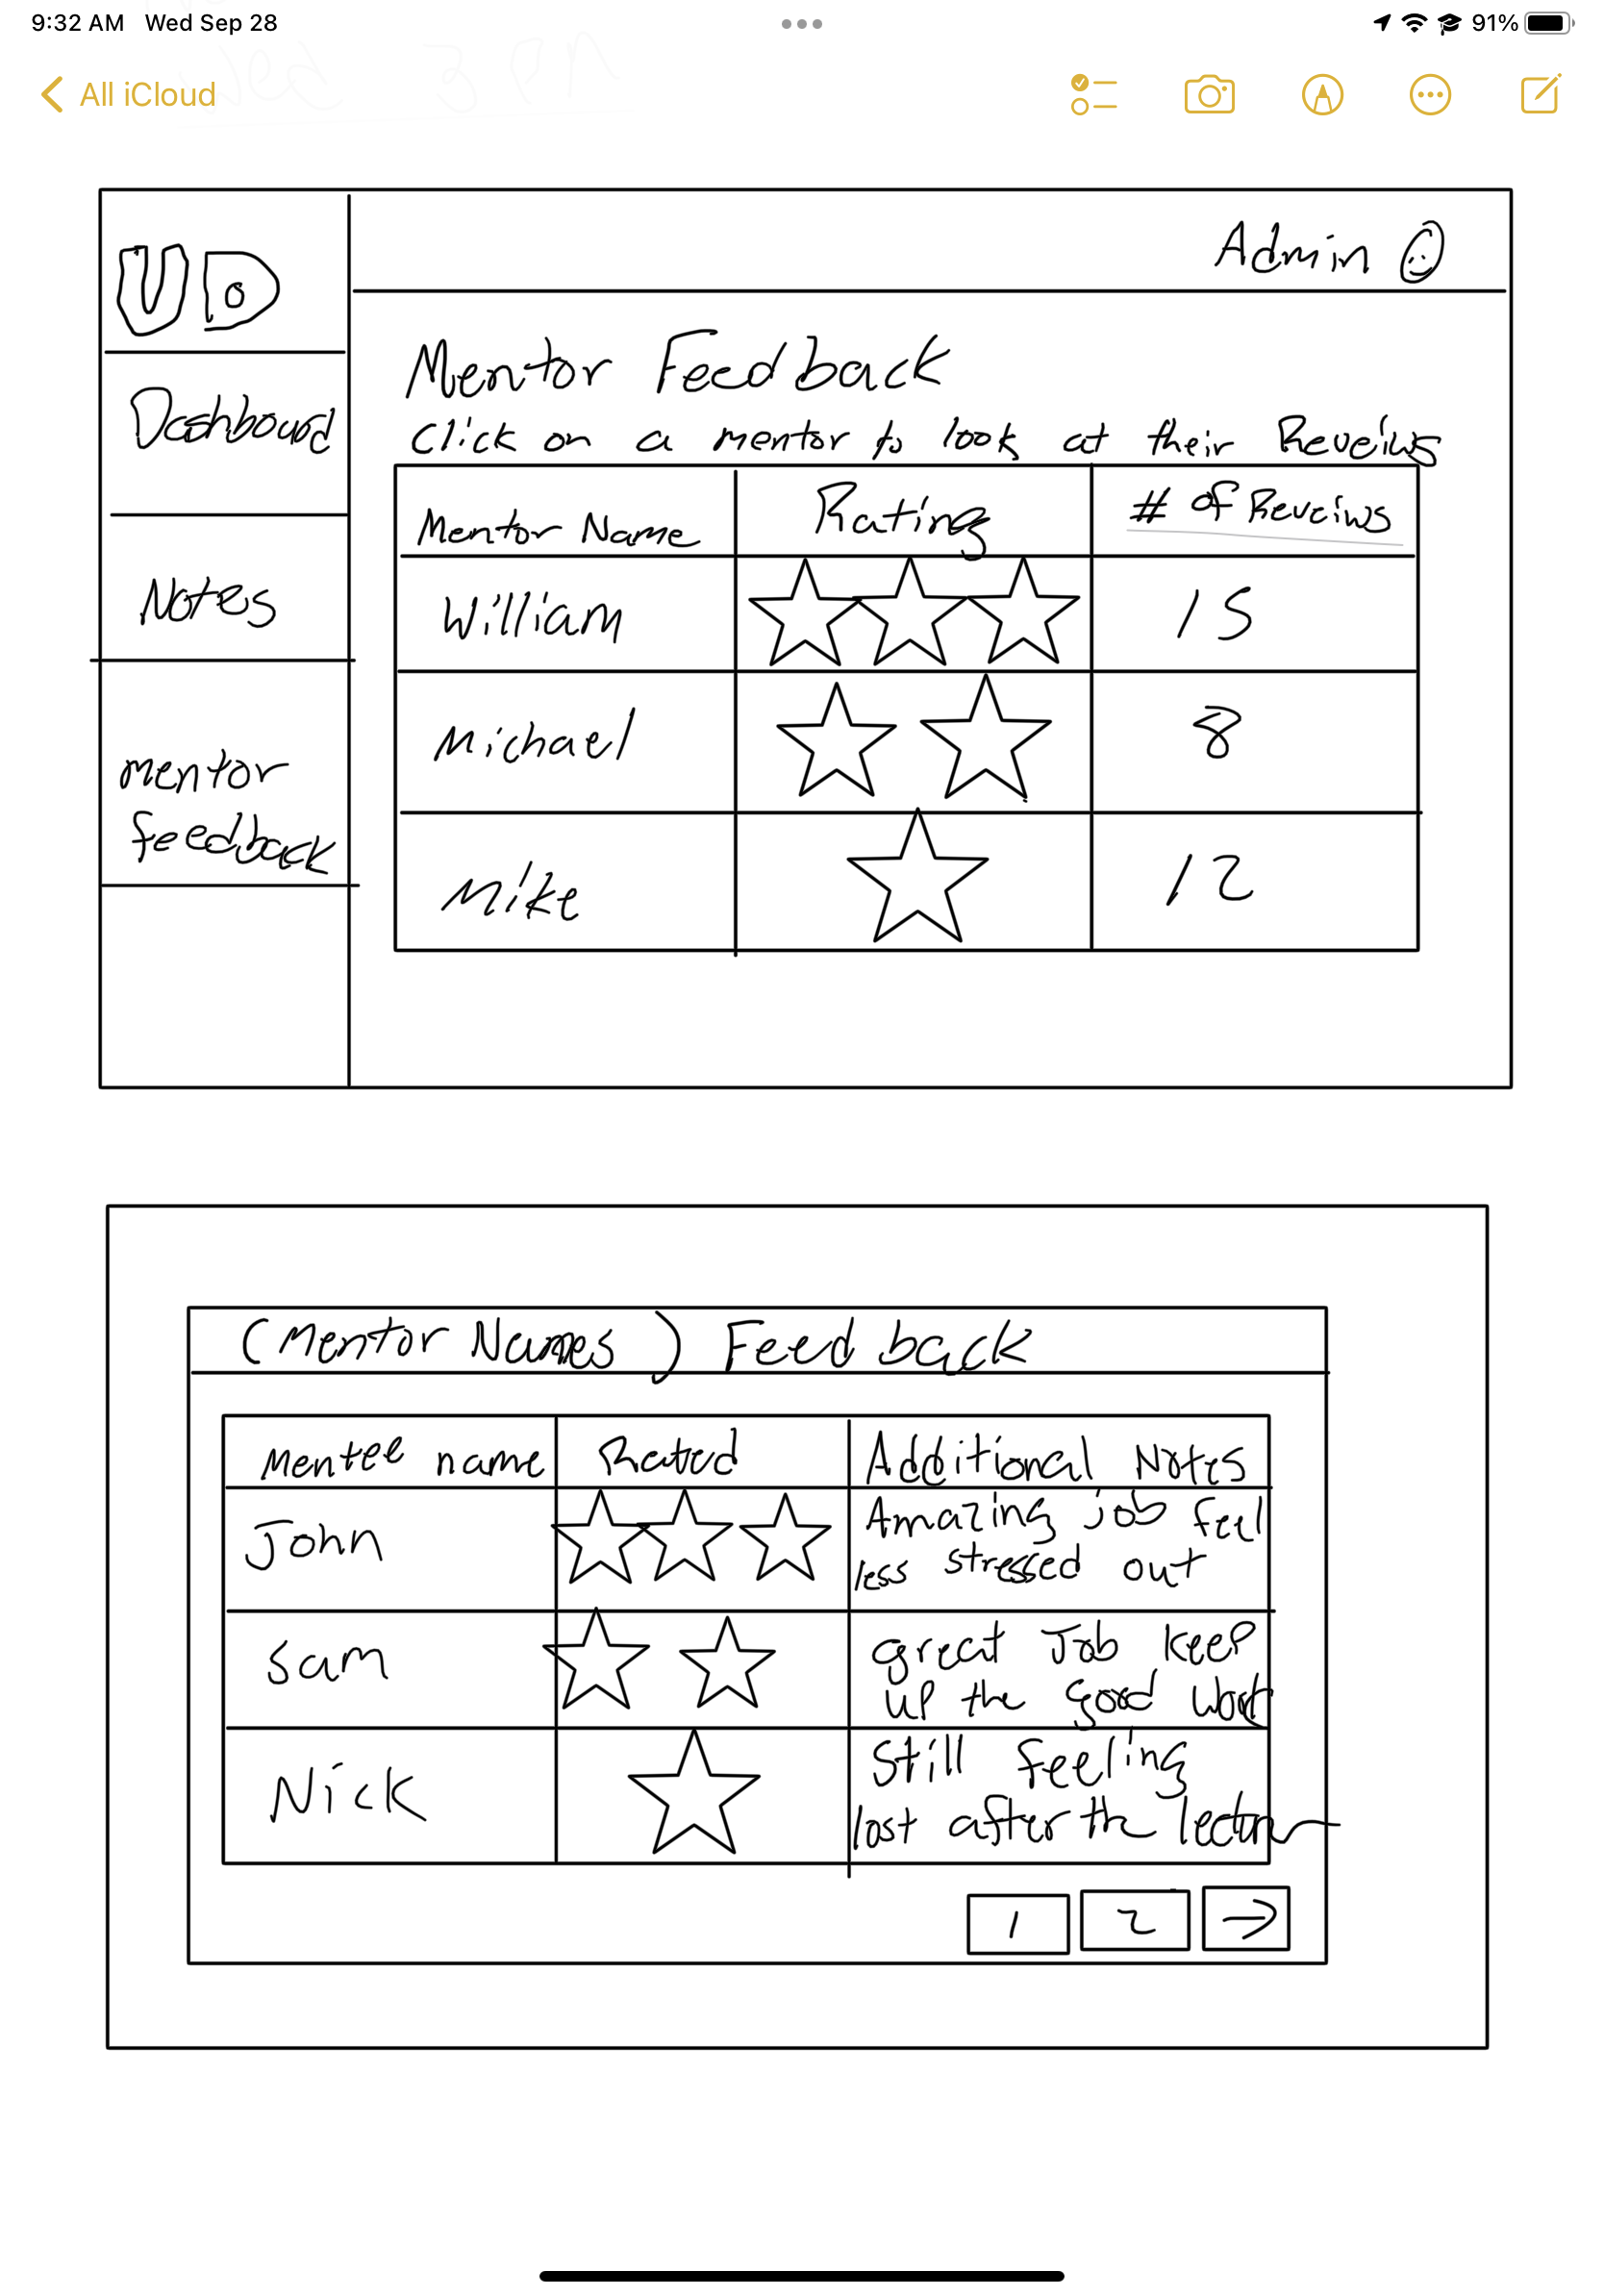 9:32 AM Wed Sep 28
91%
All iCloud
UD
Admin
Dashboard
Notes
mentor
feedback
Mentor Feedback
Click on a mentor to look at their Reveiws
Mentor Name Rating # of Reveiws
William 15
Michael 8
Mike 12
(Mentor Names) Feedback
Mentee name Rated Additional Notes
John Amazing job feel
less stressed out
Sam great Job keep
up the good work
Nick Still feeling
lost after the lecture
1 2 →